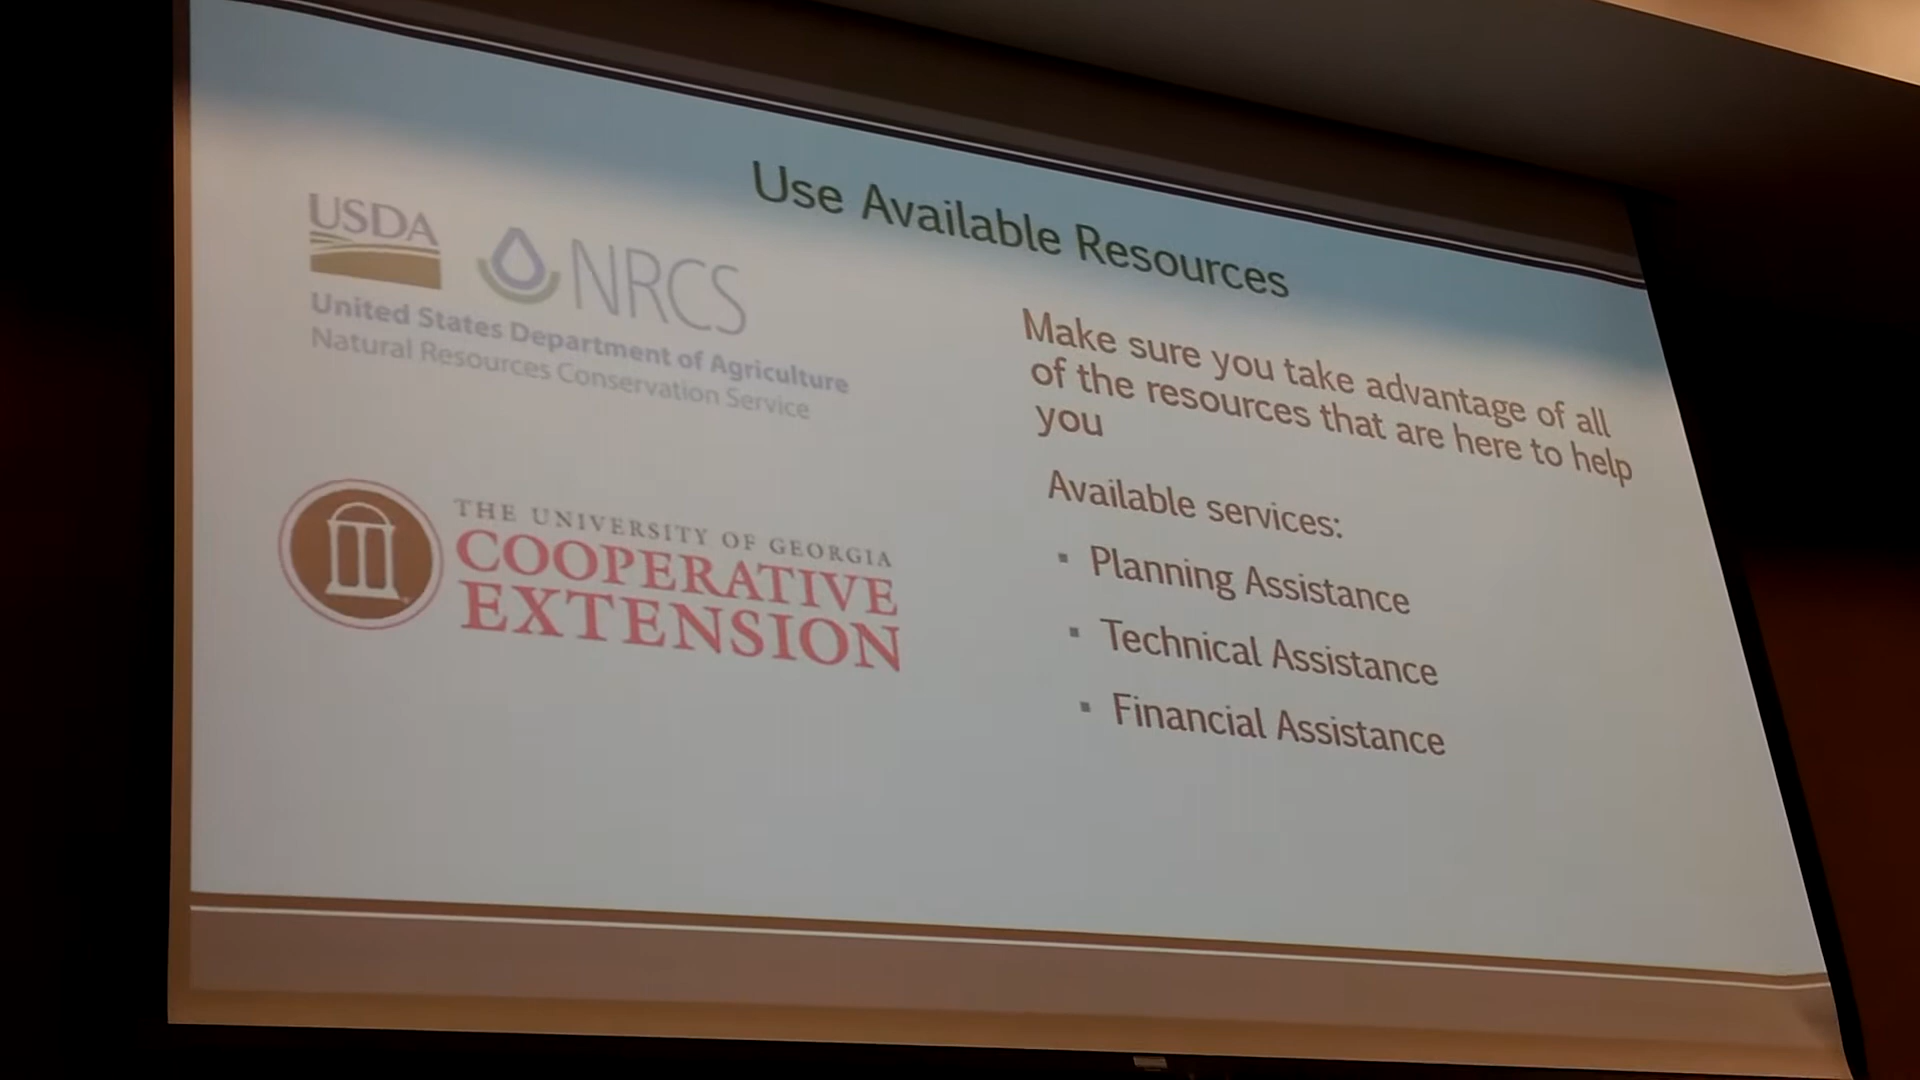 Use Available Resources
USDA
NRCS
United States Department of Agriculture
Natural Resources Conservation Service
THE UNIVERSITY OF GEORGIA
COOPERATIVE
EXTENSION
Make sure you take advantage of all
of the resources that are here to help
you
Available services:
▪ Planning Assistance
▪ Technical Assistance
▪ Financial Assistance